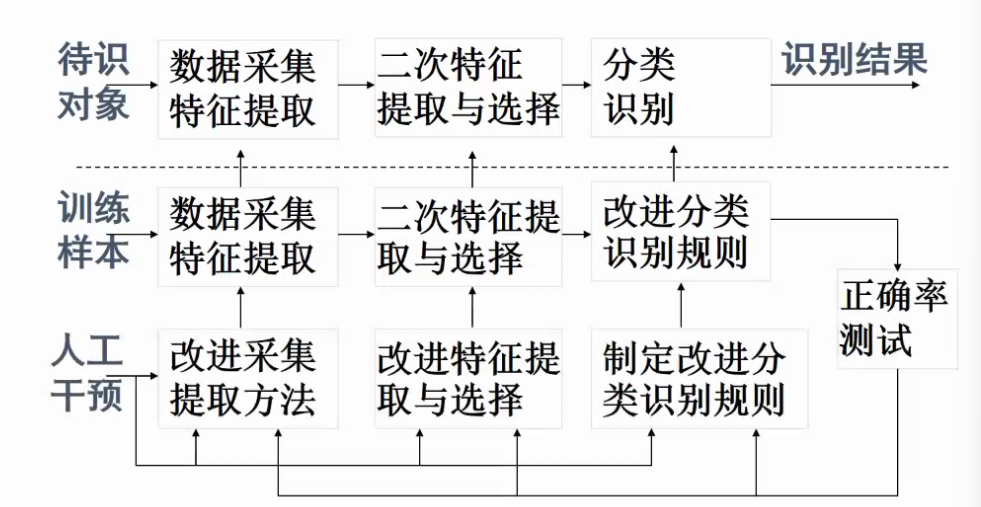 待识
对象
数据采集
特征提取
二次特征
提取与选择
分类
识别
识别结果
训练
样本
数据采集
特征提取
二次特征提
取与选择
改进分类
识别规则
正确率
测试
人工
干预
改进采集
提取方法
改进特征提
取与选择
制定改进分
类识别规则